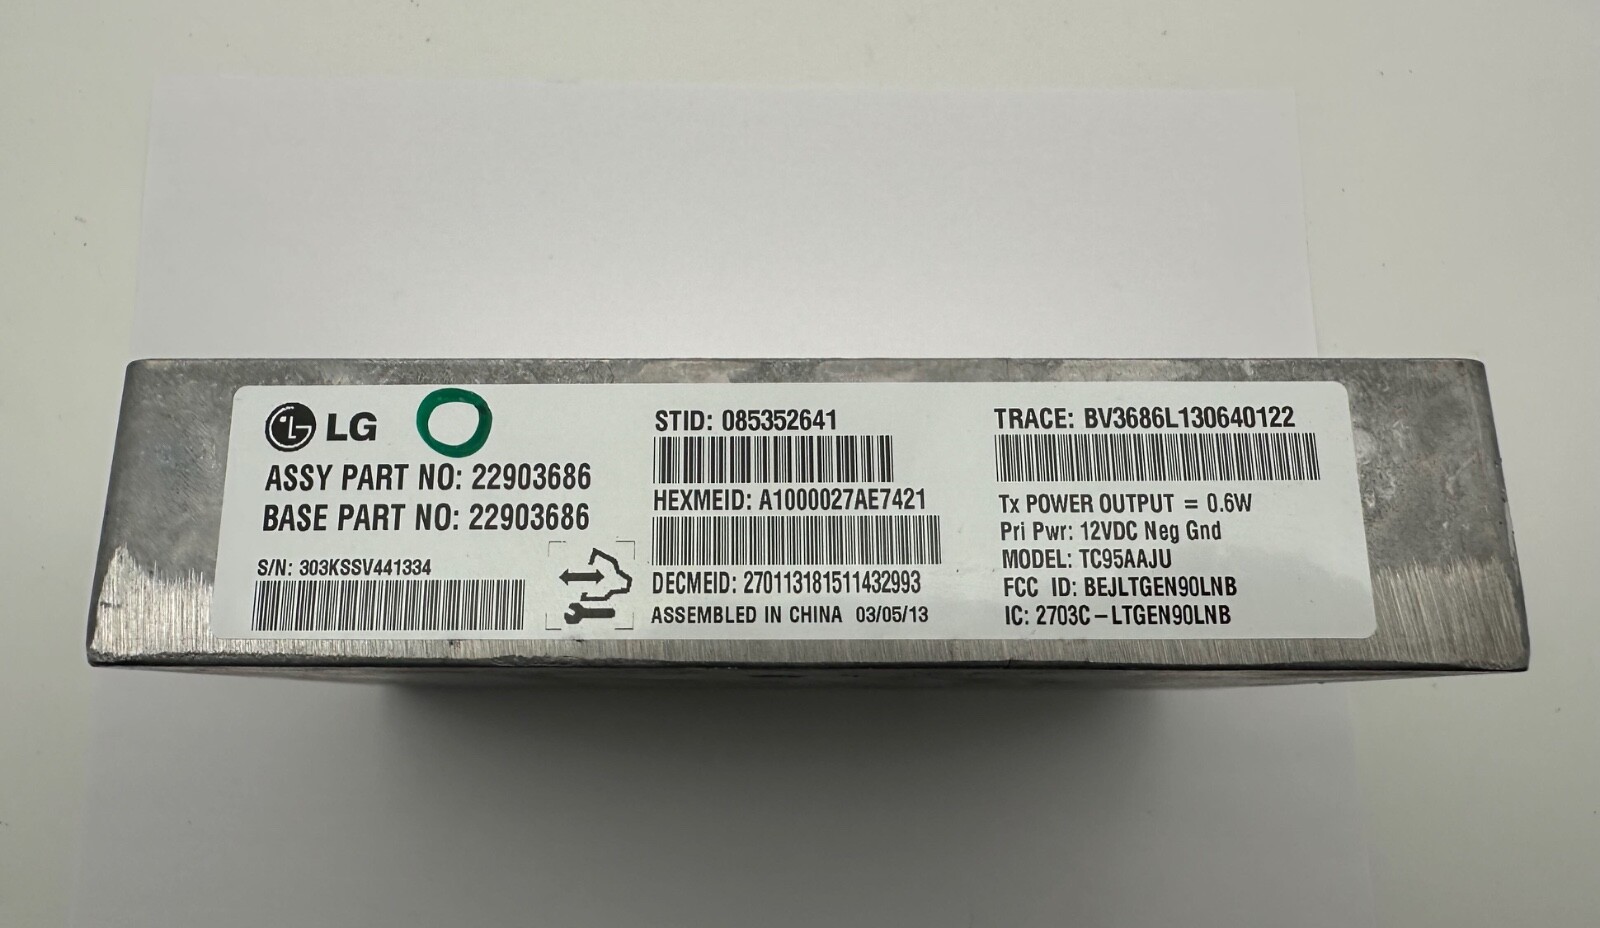 LG
ASSY PART NO: 22903686
BASE PART NO: 22903686
S/N: 303KSSV441334
STID: 085352641
HEXMEID: A1000027AE7421
DECMEID: 270113181511432993
ASSEMBLED IN CHINA 03/05/13
TRACE: BV3686L130640122
Tx POWER OUTPUT = 0.6W
Pri Pwr: 12VDC Neg Gnd
MODEL: TC95AAJU
FCC ID: BEJLTGEN90LNB
IC: 2703C-LTGEN90LNB